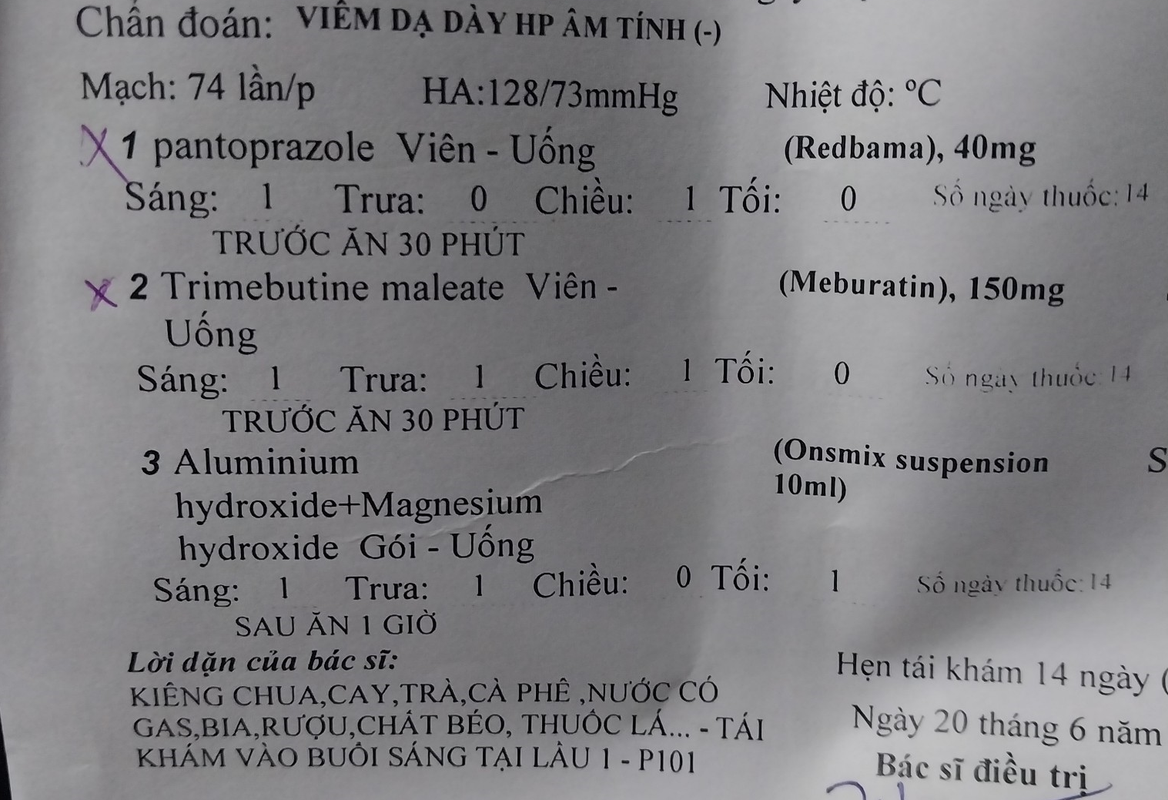 Chẩn đoán: VIÊM DẠ DÀY HP ÂM TÍNH (-)
Mạch: 74 lần/p HA:128/73mmHg Nhiệt độ: ºC
1 pantoprazole Viên - Uống (Redbama), 40mg
Sáng: 1 Trưa: 0 Chiều: 1 Tối: 0 Số ngày thuốc: 14
TRƯỚC ĂN 30 PHÚT
2 Trimebutine maleate Viên - (Meburatin), 150mg
Uống
Sáng: 1 Trưa: 1 Chiều: 1 Tối: 0 Số ngày thuốc: 14
TRƯỚC ĂN 30 PHÚT
3 Aluminium (Onsmix suspension
hydroxide+Magnesium 10ml)
hydroxide Gói - Uống
Sáng: 1 Trưa: 1 Chiều: 0 Tối: 1 Số ngày thuốc: 14
SAU ĂN 1 GIỜ
Lời dặn của bác sĩ:
KIÊNG CHUA,CAY,TRÀ,CÀ PHÊ ,NƯỚC CÓ
GAS,BIA,RƯỢU,CHẤT BÉO, THUỐC LÁ... - TÁI
KHÁM VÀO BUỔI SÁNG TẠI LẦU 1 - P101
Hẹn tái khám 14 ngày (
Ngày 20 tháng 6 năm
Bác sĩ điều trị